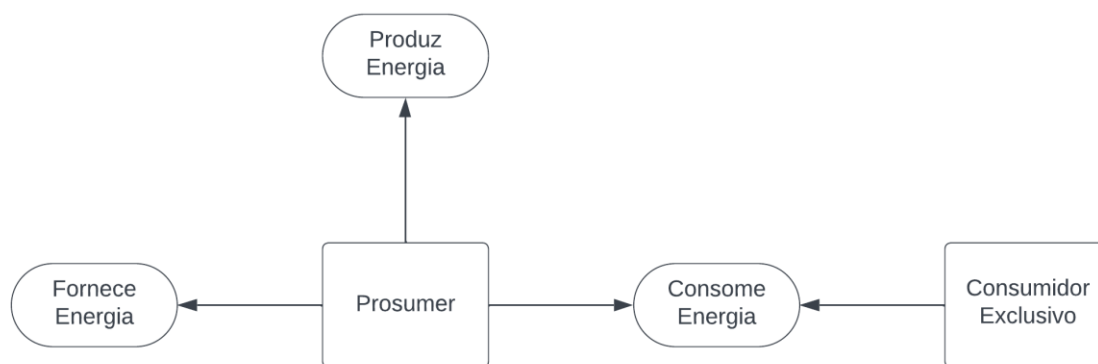 Produz
Energia
Fornece
Energia
Prosumer
Consome
Energia
Consumidor
Exclusivo